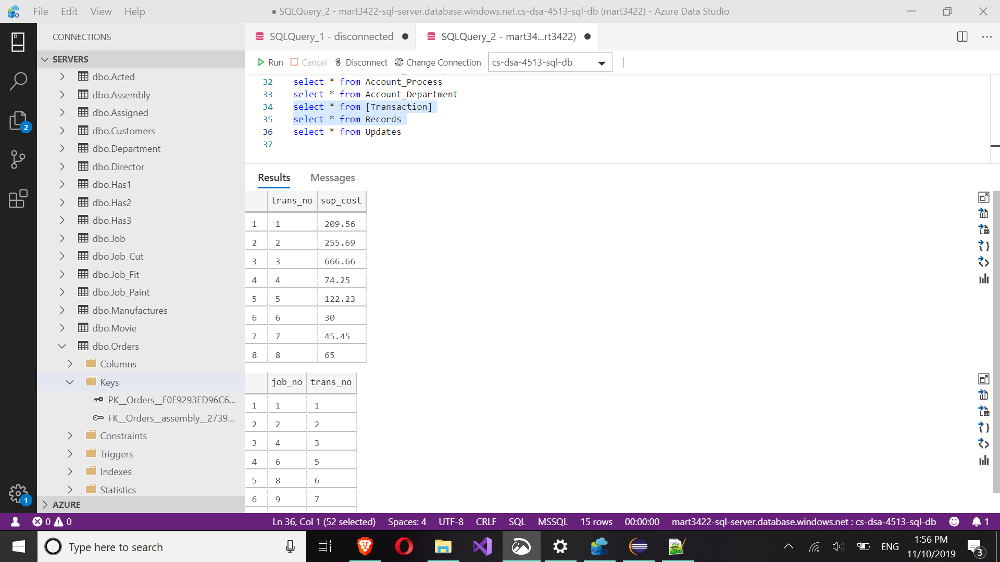 File Edit View Help
● SQLQuery_2 - mart3422-sql-server.database.windows.net.cs-dsa-4513-sql-db (mart3422) - Azure Data Studio
CONNECTIONS
SERVERS
dbo.Acted
dbo.Assembly
dbo.Assigned
dbo.Customers
dbo.Department
dbo.Director
dbo.Has1
dbo.Has2
dbo.Has3
dbo.Job
dbo.Job_Cut
dbo.Job_Fit
dbo.Job_Paint
dbo.Manufactures
dbo.Movie
dbo.Orders
Columns
Keys
PK__Orders__F0E9293ED96C6...
FK__Orders__assembly__2739...
Constraints
Triggers
Indexes
Statistics
AZURE
2
1
SQLQuery_1 - disconnected ●
SQLQuery_2 - mart34...rt3422) ●
Run Cancel Disconnect Change Connection cs-dsa-4513-sql-db
32 select * from Account_Process
33 select * from Account_Department
34 select * from [Transaction]
35 select * from Records
36 select * from Updates
37
Results Messages
trans_no sup_cost
1 1 209.56
2 2 255.69
3 3 666.66
4 4 74.25
5 5 122.23
6 6 30
7 7 45.45
8 8 65
job_no trans_no
1 1 1
2 2 2
3 4 3
4 6 5
5 8 6
6 9 7
0 0 Ln 36, Col 1 (52 selected) Spaces: 4 UTF-8 CRLF SQL MSSQL 15 rows 00:00:00 mart3422-sql-server.database.windows.net : cs-dsa-4513-sql-db 1
Type here to search
ENG
1:56 PM
11/10/2019
3